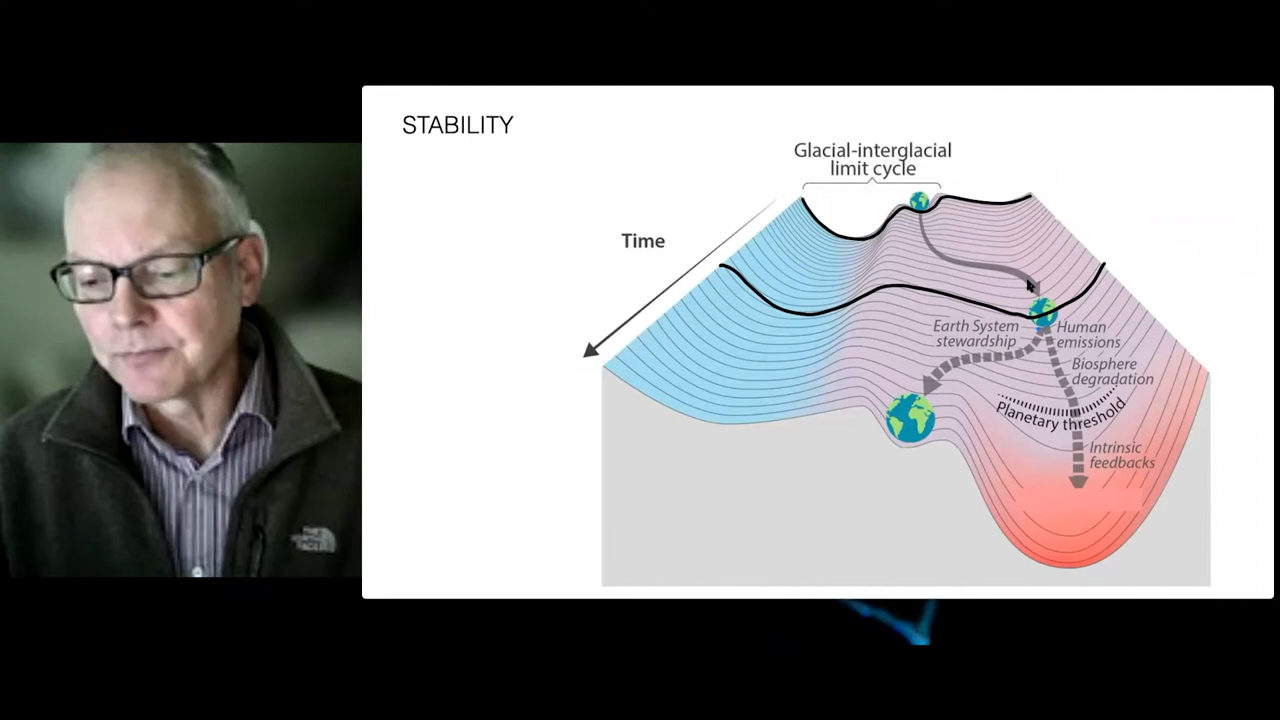 STABILITY
Glacial-interglacial
limit cycle
Time
Earth System
stewardship
Human
emissions
Biosphere
degradation
Planetary threshold
Intrinsic
feedbacks